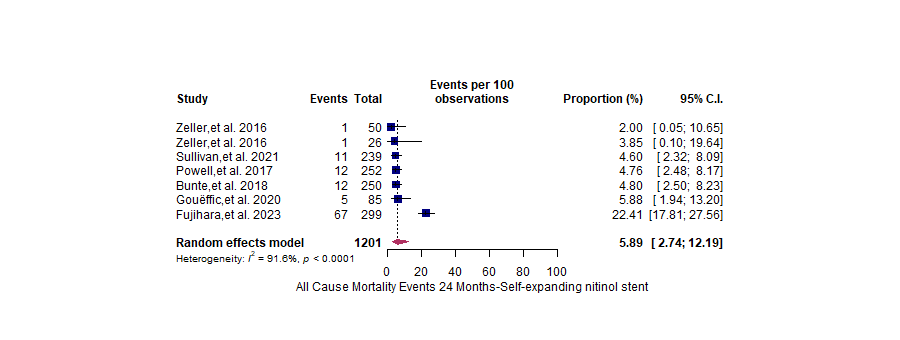 Events per 100
Study Events Total observations Proportion (%) 95% C.I.
Zeller,et al. 2016 1 50 2.00 [ 0.05; 10.65]
Zeller,et al. 2016 1 26 3.85 [ 0.10; 19.64]
Sullivan,et al. 2021 11 239 4.60 [ 2.32; 8.09]
Powell,et al. 2017 12 252 4.76 [ 2.48; 8.17]
Bunte,et al. 2018 12 250 4.80 [ 2.50; 8.23]
Gouëffic,et al. 2020 5 85 5.88 [ 1.94; 13.20]
Fujihara,et al. 2023 67 299 22.41 [17.81; 27.56]
Random effects model 1201 5.89 [ 2.74; 12.19]
Heterogeneity: I² = 91.6%, p < 0.0001
0 20 40 60 80 100
All Cause Mortality Events 24 Months-Self-expanding nitinol stent